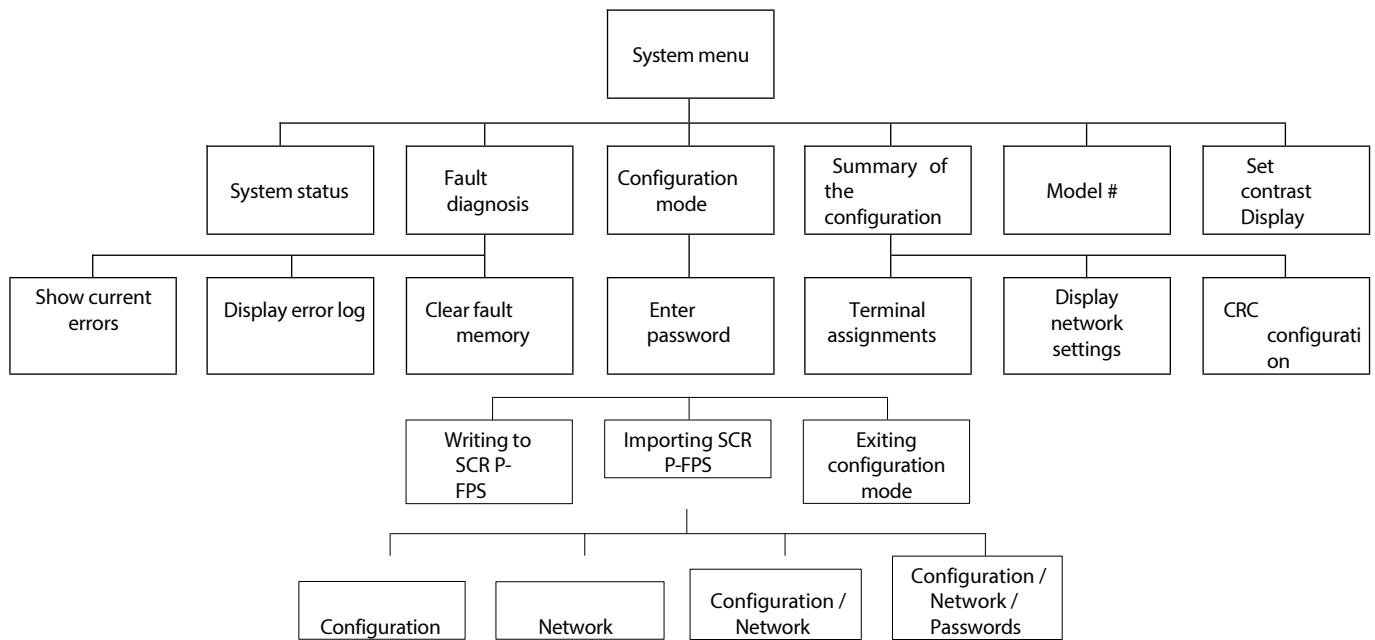 System menu
System status
Fault
diagnosis
Configuration
mode
Summary of
the
configuration
Model #
Set
contrast
Display
Show current
errors
Display error log
Clear fault
memory
Enter
password
Terminal
assignments
Display
network
settings
CRC
configurati
on
Writing to
SCR P-
FPS
Importing SCR
P-FPS
Exiting
configuration
mode
Configuration
Network
Configuration /
Network
Configuration /
Network /
Passwords